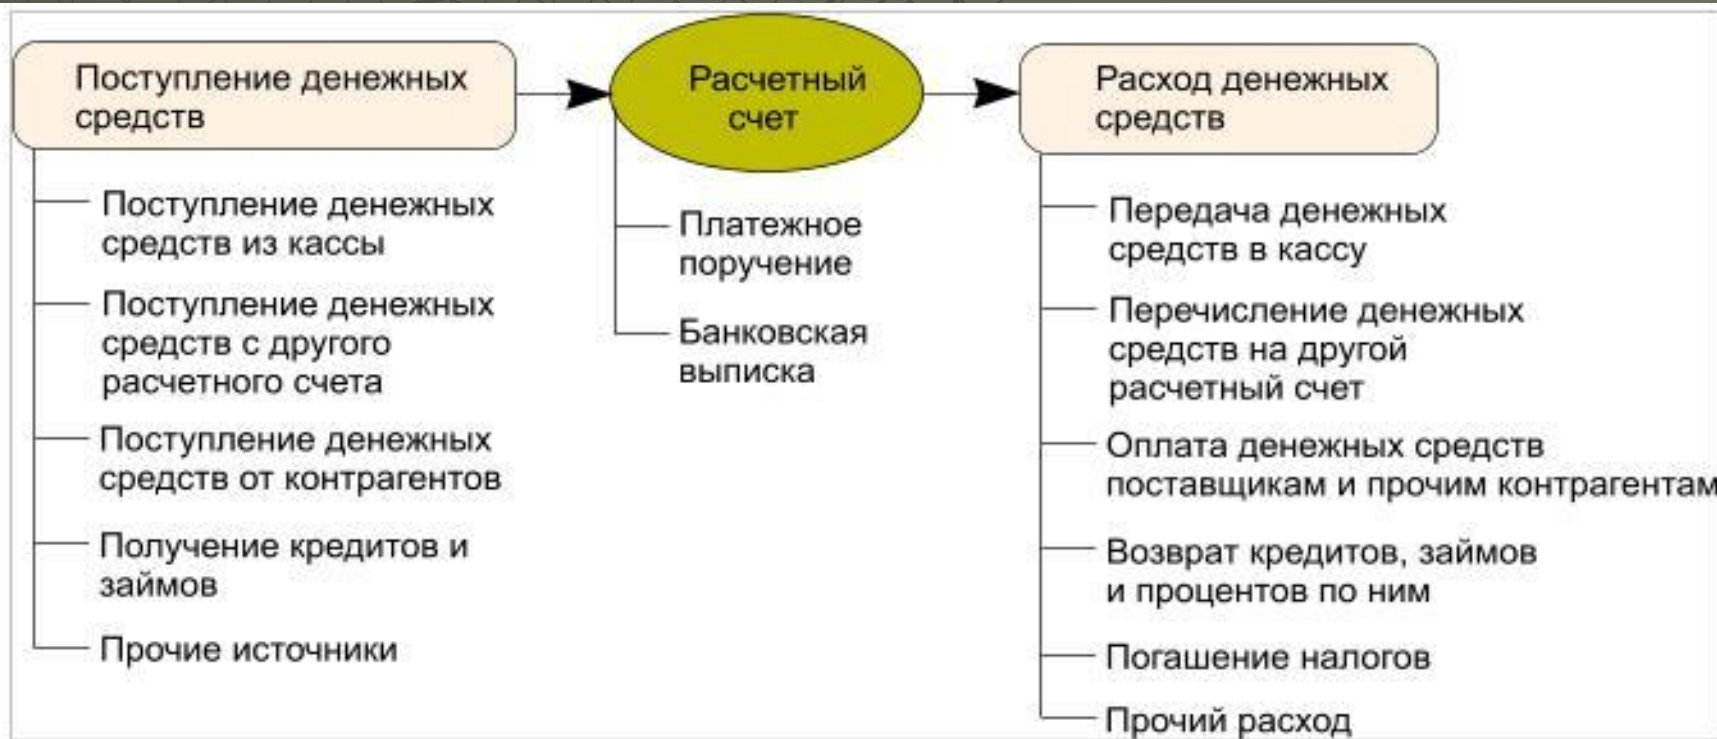 Поступление денежных
средств
Поступление денежных
средств из кассы
Поступление денежных
средств с другого
расчетного счета
Поступление денежных
средств от контрагентов
Получение кредитов и
займов
Прочие источники
Расчетный
счет
Платежное
поручение
Банковская
выписка
Расход денежных
средств
Передача денежных
средств в кассу
Перечисление денежных
средств на другой
расчетный счет
Оплата денежных средств
поставщикам и прочим контрагентам
Возврат кредитов, займов
и процентов по ним
Погашение налогов
Прочий расход